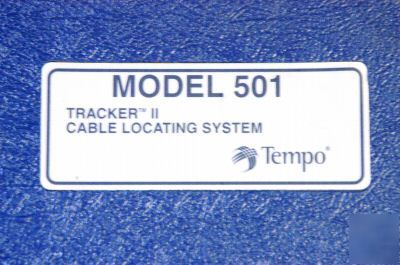 MODEL 501
TRACKER™ II
CABLE LOCATING SYSTEM
Tempo®